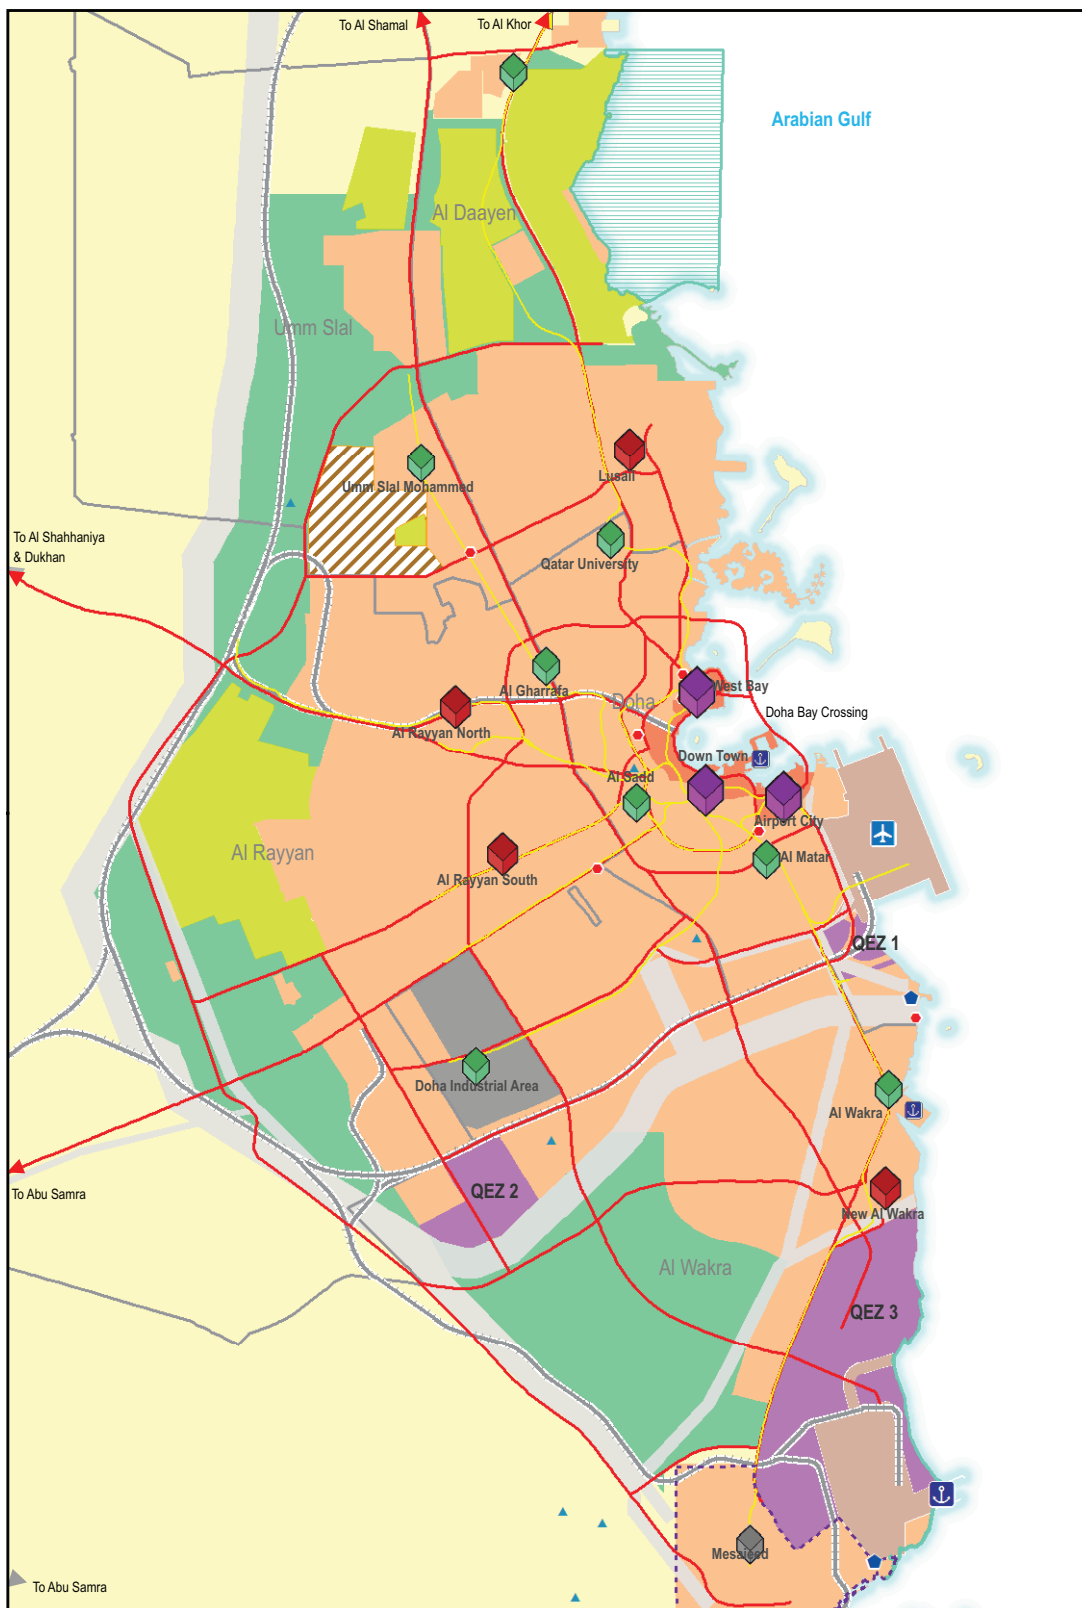 To Al Shamal
To Al Khor
Arabian Gulf
Al Daayen
Umm Slal
Lusail
Umm Slal Mohammed
To Al Shahhaniya
& Dukhan
Qatar University
Al Gharrafa
West Bay
Doha
Doha Bay Crossing
Al Rayyan North
Down Town
Al Sadd
Airport City
Al Rayyan
Al Matar
Al Rayyan South
QEZ 1
Doha Industrial Area
Al Wakra
To Abu Samra
QEZ 2
New Al Wakra
Al Wakra
QEZ 3
Mesaieed
To Abu Samra